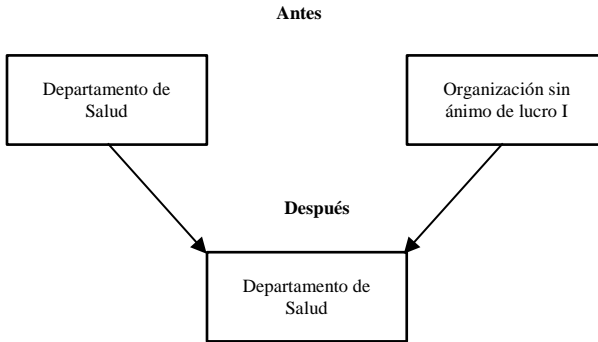 Antes
Departamento de
Salud
Organización sin
ánimo de lucro I
Después
Departamento de
Salud